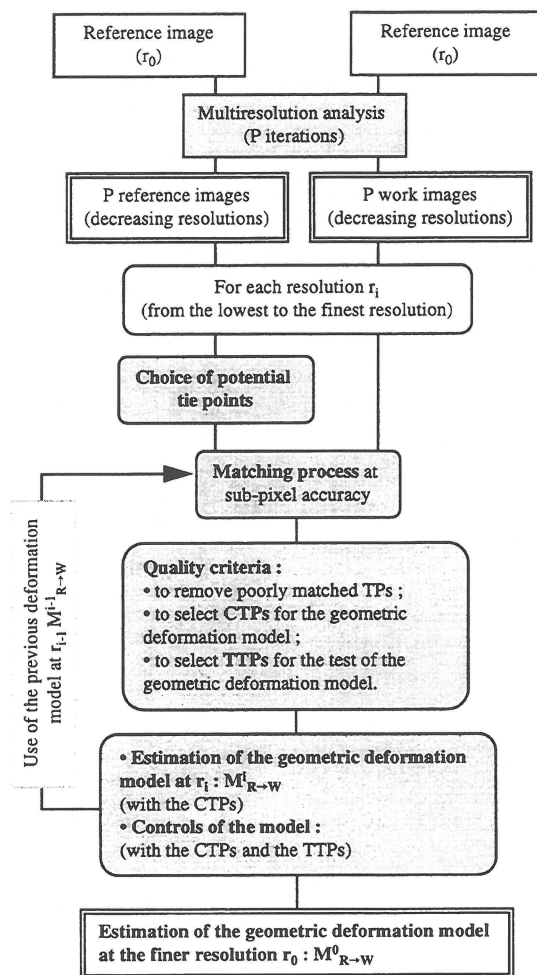 Reference image
(r₀)
Reference image
(r₀)
Multiresolution analysis
(P iterations)
P reference images
(decreasing resolutions)
P work images
(decreasing resolutions)
For each resolution rᵢ
(from the lowest to the finest resolution)
Choice of potential
tie points
Matching process at
sub-pixel accuracy
Use of the previous deformation
model at rᵢ₋₁ Mⁱ⁻¹R→W
Quality criteria :
• to remove poorly matched TPs ;
• to select CTPs for the geometric
deformation model ;
• to select TTPs for the test of the
geometric deformation model.
• Estimation of the geometric deformation
model at rᵢ : MⁱR→W
(with the CTPs)
• Controls of the model :
(with the CTPs and the TTPs)
Estimation of the geometric deformation model
at the finer resolution r₀ : M⁰R→W